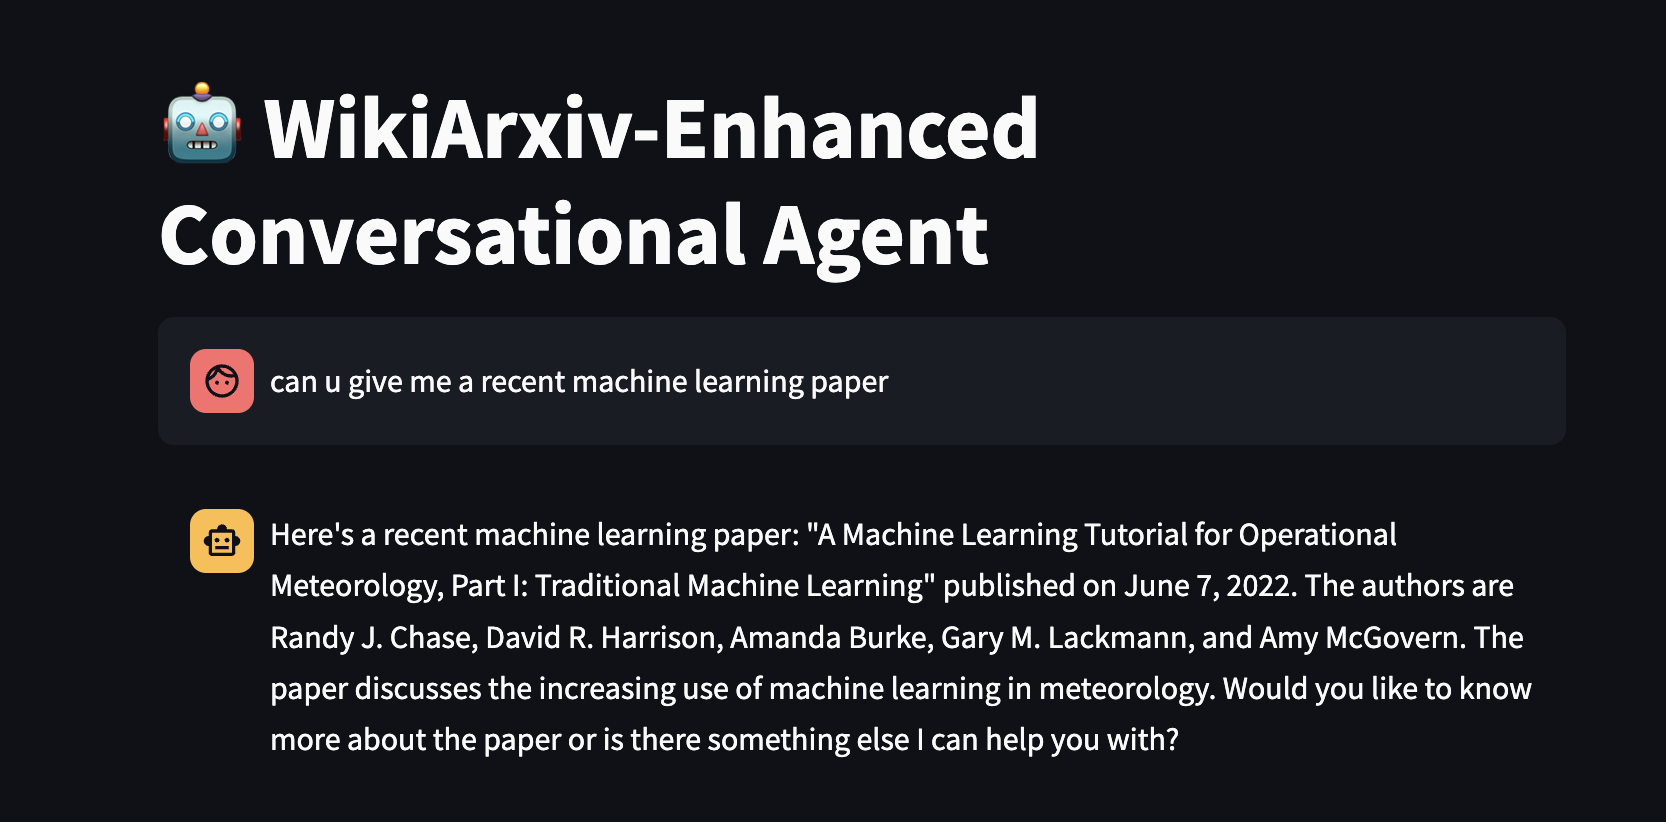 WikiArxiv-Enhanced
Conversational Agent
can u give me a recent machine learning paper
Here's a recent machine learning paper: "A Machine Learning Tutorial for Operational
Meteorology, Part I: Traditional Machine Learning" published on June 7, 2022. The authors are
Randy J. Chase, David R. Harrison, Amanda Burke, Gary M. Lackmann, and Amy McGovern. The
paper discusses the increasing use of machine learning in meteorology. Would you like to know
more about the paper or is there something else I can help you with?